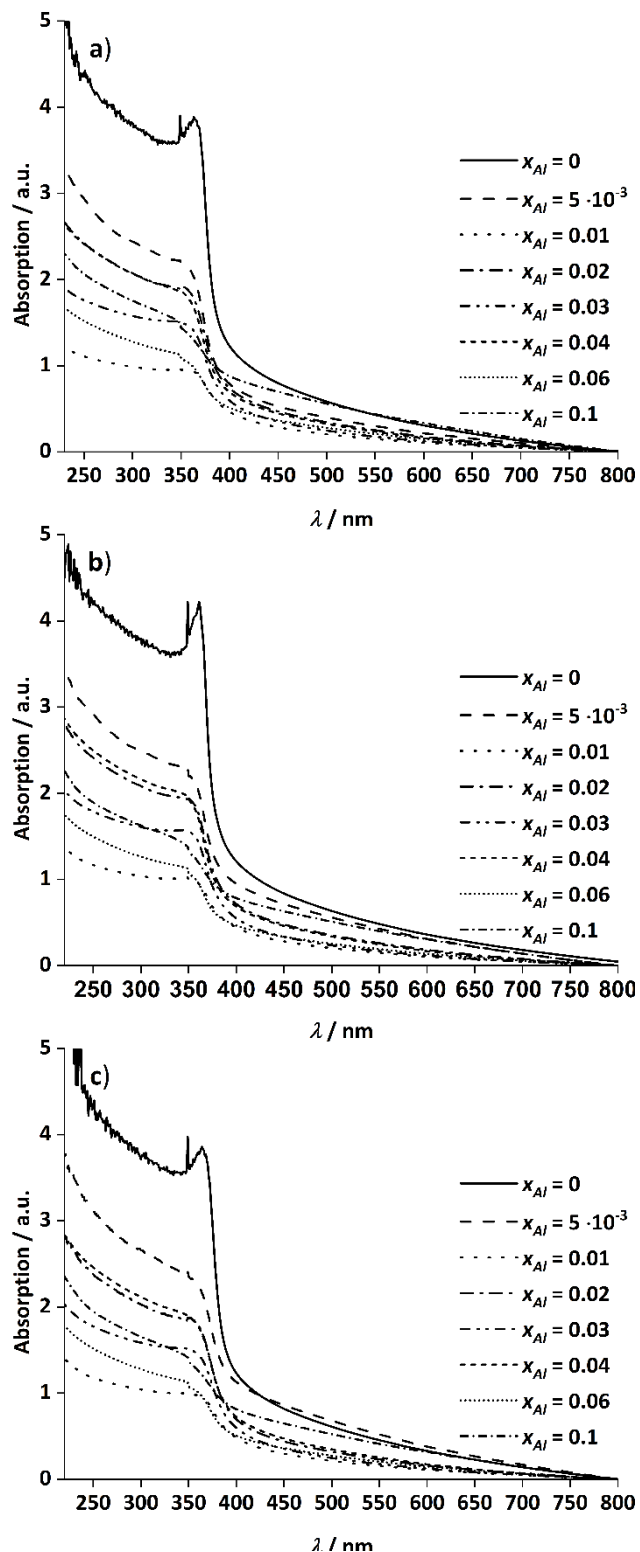 a)
5
4
3
2
1
0
Absorption / a.u.
250 300 350 400 450 500 550 600 650 700 750 800
λ / nm
x_Al = 0
x_Al = 5 ·10⁻³
x_Al = 0.01
x_Al = 0.02
x_Al = 0.03
x_Al = 0.04
x_Al = 0.06
x_Al = 0.1
b)
5
4
3
2
1
0
Absorption / a.u.
250 300 350 400 450 500 550 600 650 700 750 800
λ / nm
x_Al = 0
x_Al = 5 ·10⁻³
x_Al = 0.01
x_Al = 0.02
x_Al = 0.03
x_Al = 0.04
x_Al = 0.06
x_Al = 0.1
c)
5
4
3
2
1
0
Absorption / a.u.
250 300 350 400 450 500 550 600 650 700 750 800
λ / nm
x_Al = 0
x_Al = 5 ·10⁻³
x_Al = 0.01
x_Al = 0.02
x_Al = 0.03
x_Al = 0.04
x_Al = 0.06
x_Al = 0.1